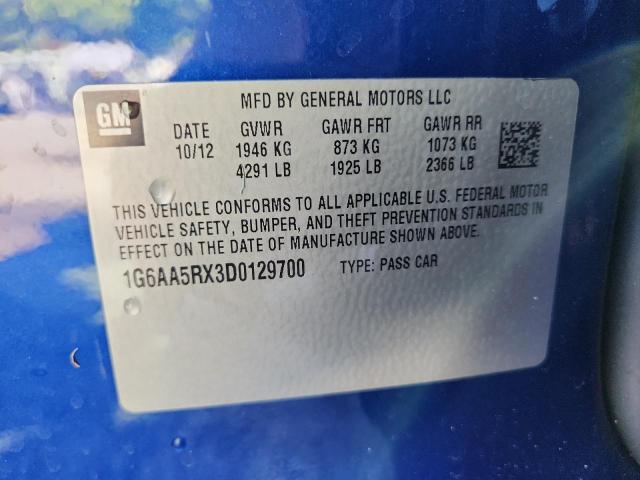 GM
MFD BY GENERAL MOTORS LLC
DATE GVWR GAWR FRT GAWR RR
10/12 1946 KG 873 KG 1073 KG
4291 LB 1925 LB 2366 LB
THIS VEHICLE CONFORMS TO ALL APPLICABLE U.S. FEDERAL MOTOR
VEHICLE SAFETY, BUMPER, AND THEFT PREVENTION STANDARDS IN
EFFECT ON THE DATE OF MANUFACTURE SHOWN ABOVE.
1G6AA5RX3D0129700 TYPE: PASS CAR